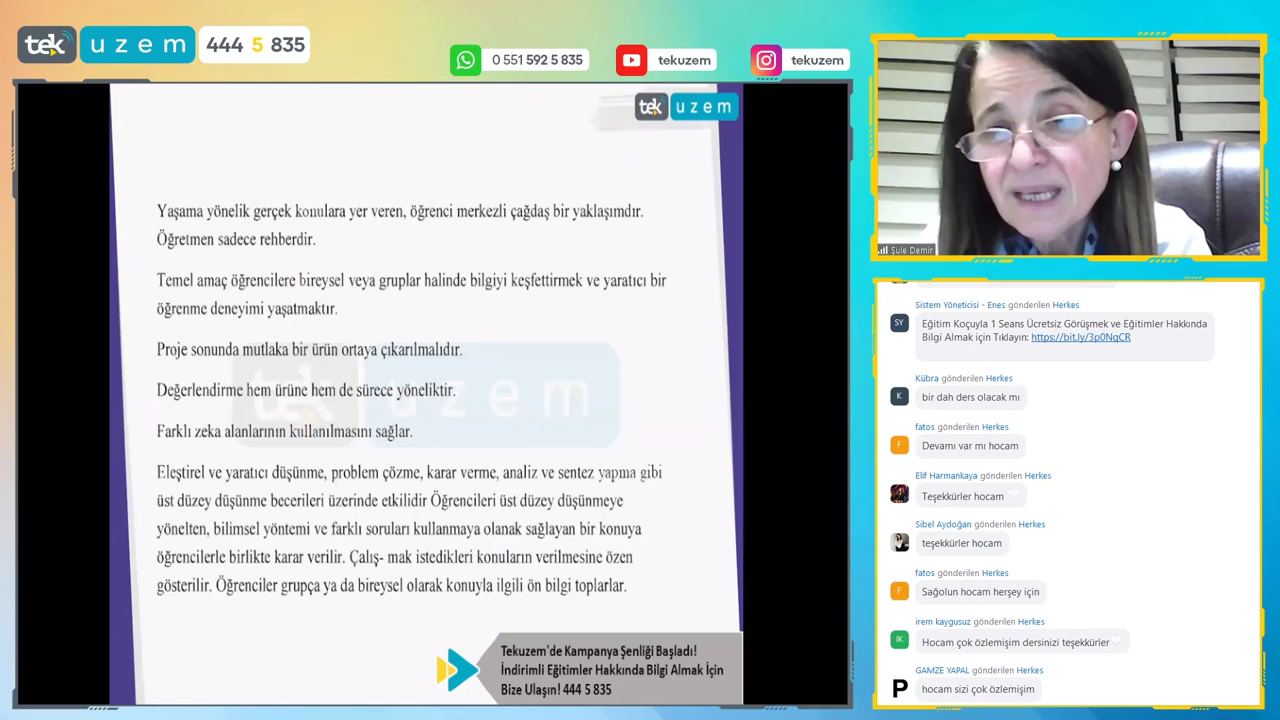 tek uzem 444 5 835
0 551 592 5 835
tekuzem
tekuzem
tek uzem
Yaşama yönelik gerçek konulara yer veren, öğrenci merkezli çağdaş bir yaklaşımdır.
Öğretmen sadece rehberdir.
Temel amaç öğrencilere bireysel veya gruplar halinde bilgiyi keşfettirmek ve yaratıcı bir
öğrenme deneyimi yaşatmaktır.
Proje sonunda mutlaka bir ürün ortaya çıkarılmalıdır.
Değerlendirme hem ürüne hem de sürece yöneliktir.
Farklı zeka alanlarının kullanılmasını sağlar.
Eleştirel ve yaratıcı düşünme, problem çözme, karar verme, analiz ve sentez yapma gibi
üst düzey düşünme becerileri üzerinde etkilidir Öğrencileri üst düzey düşünmeye
yönelten, bilimsel yöntemi ve farklı soruları kullanmaya olanak sağlayan bir konuya
öğrencilerle birlikte karar verilir. Çalış- mak istedikleri konuların verilmesine özen
gösterilir. Öğrenciler grupça ya da bireysel olarak konuyla ilgili ön bilgi toplarlar.
tek uzem
Tekuzem'de Kampanya Şenliği Başladı!
İndirimli Eğitimler Hakkında Bilgi Almak İçin
Bize Ulaşın! 444 5 835
Şule Demir
Sistem Yöneticisi - Enes gönderilen Herkes
SY
Eğitim Koçuyla 1 Seans Ücretsiz Görüşmek ve Eğitimler Hakkında
Bilgi Almak için Tıklayın: https://bit.ly/3p0NqCR
Kübra gönderilen Herkes
K
bir dah ders olacak mı
fatos gönderilen Herkes
F
Devamı var mı hocam
Elif Harmankaya gönderilen Herkes
Teşekkürler hocam
Sibel Aydoğan gönderilen Herkes
teşekkürler hocam
fatos gönderilen Herkes
F
Sağolun hocam herşey için
irem kaygusuz gönderilen Herkes
IK
Hocam çok özlemişim dersinizi teşekkürler
GAMZE YAPAL gönderilen Herkes
P
hocam sizi çok özlemişim